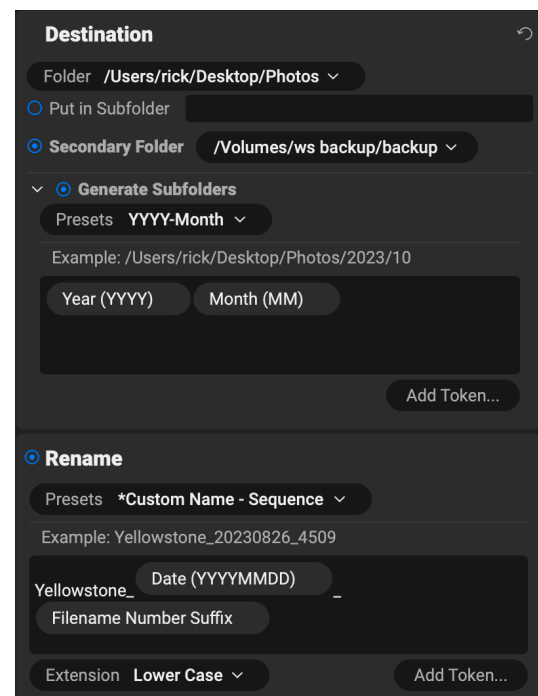 Destination
Folder /Users/rick/Desktop/Photos
Put in Subfolder
Secondary Folder /Volumes/ws backup/backup
Generate Subfolders
Presets YYYY-Month
Example: /Users/rick/Desktop/Photos/2023/10
Year (YYYY) Month (MM)
Add Token...
Rename
Presets *Custom Name - Sequence
Example: Yellowstone_20230826_4509
Yellowstone_ Date (YYYYMMDD) _
Filename Number Suffix
Extension Lower Case Add Token...